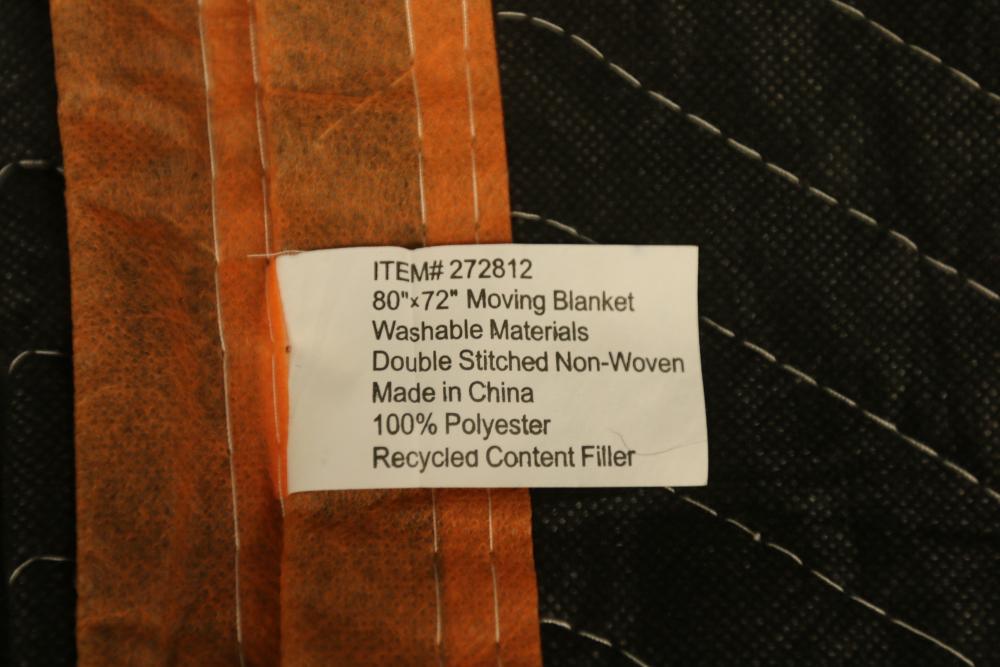 ITEM# 272812
80"x72" Moving Blanket
Washable Materials
Double Stitched Non-Woven
Made in China
100% Polyester
Recycled Content Filler